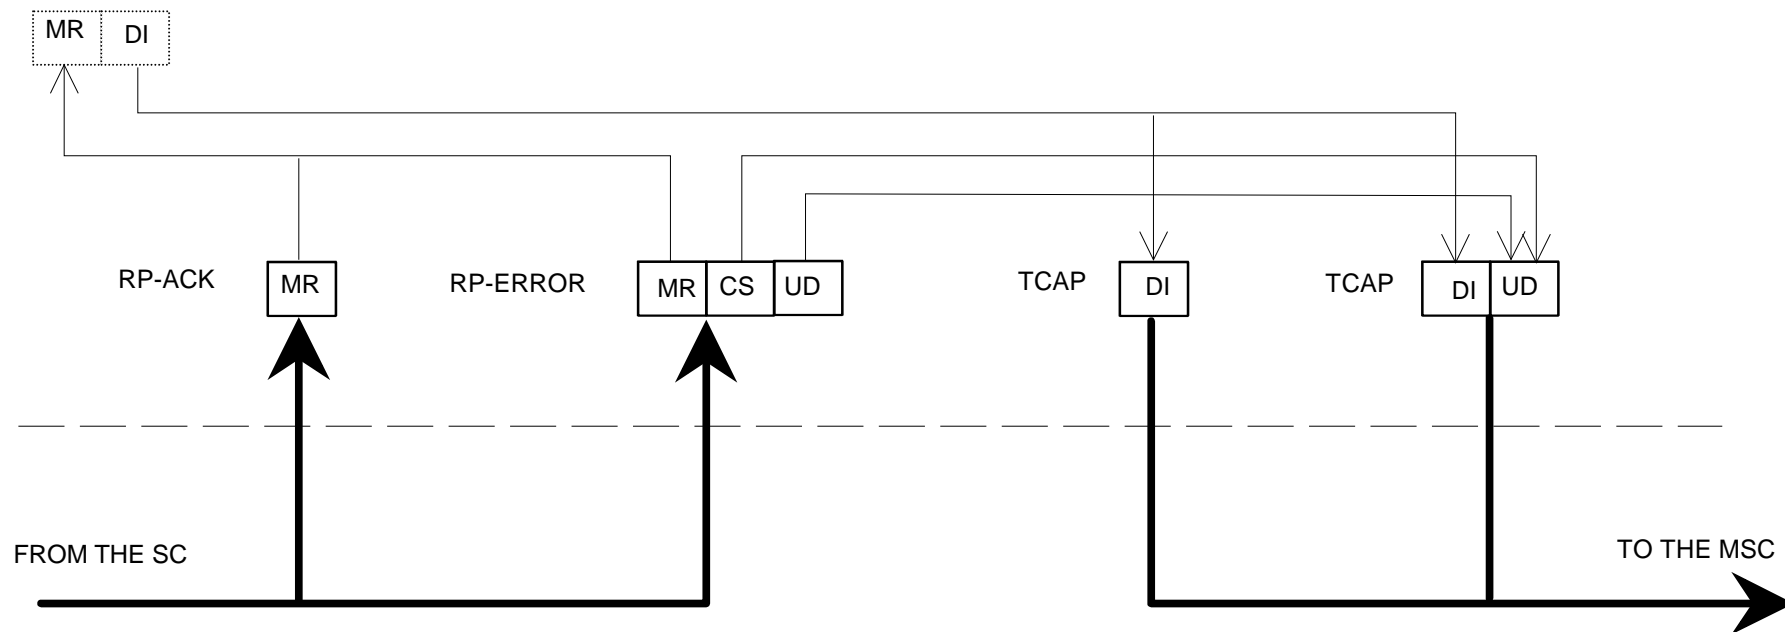 MR DI
RP-ACK MR RP-ERROR MR CS UD TCAP DI TCAP DI UD
FROM THE SC TO THE MSC